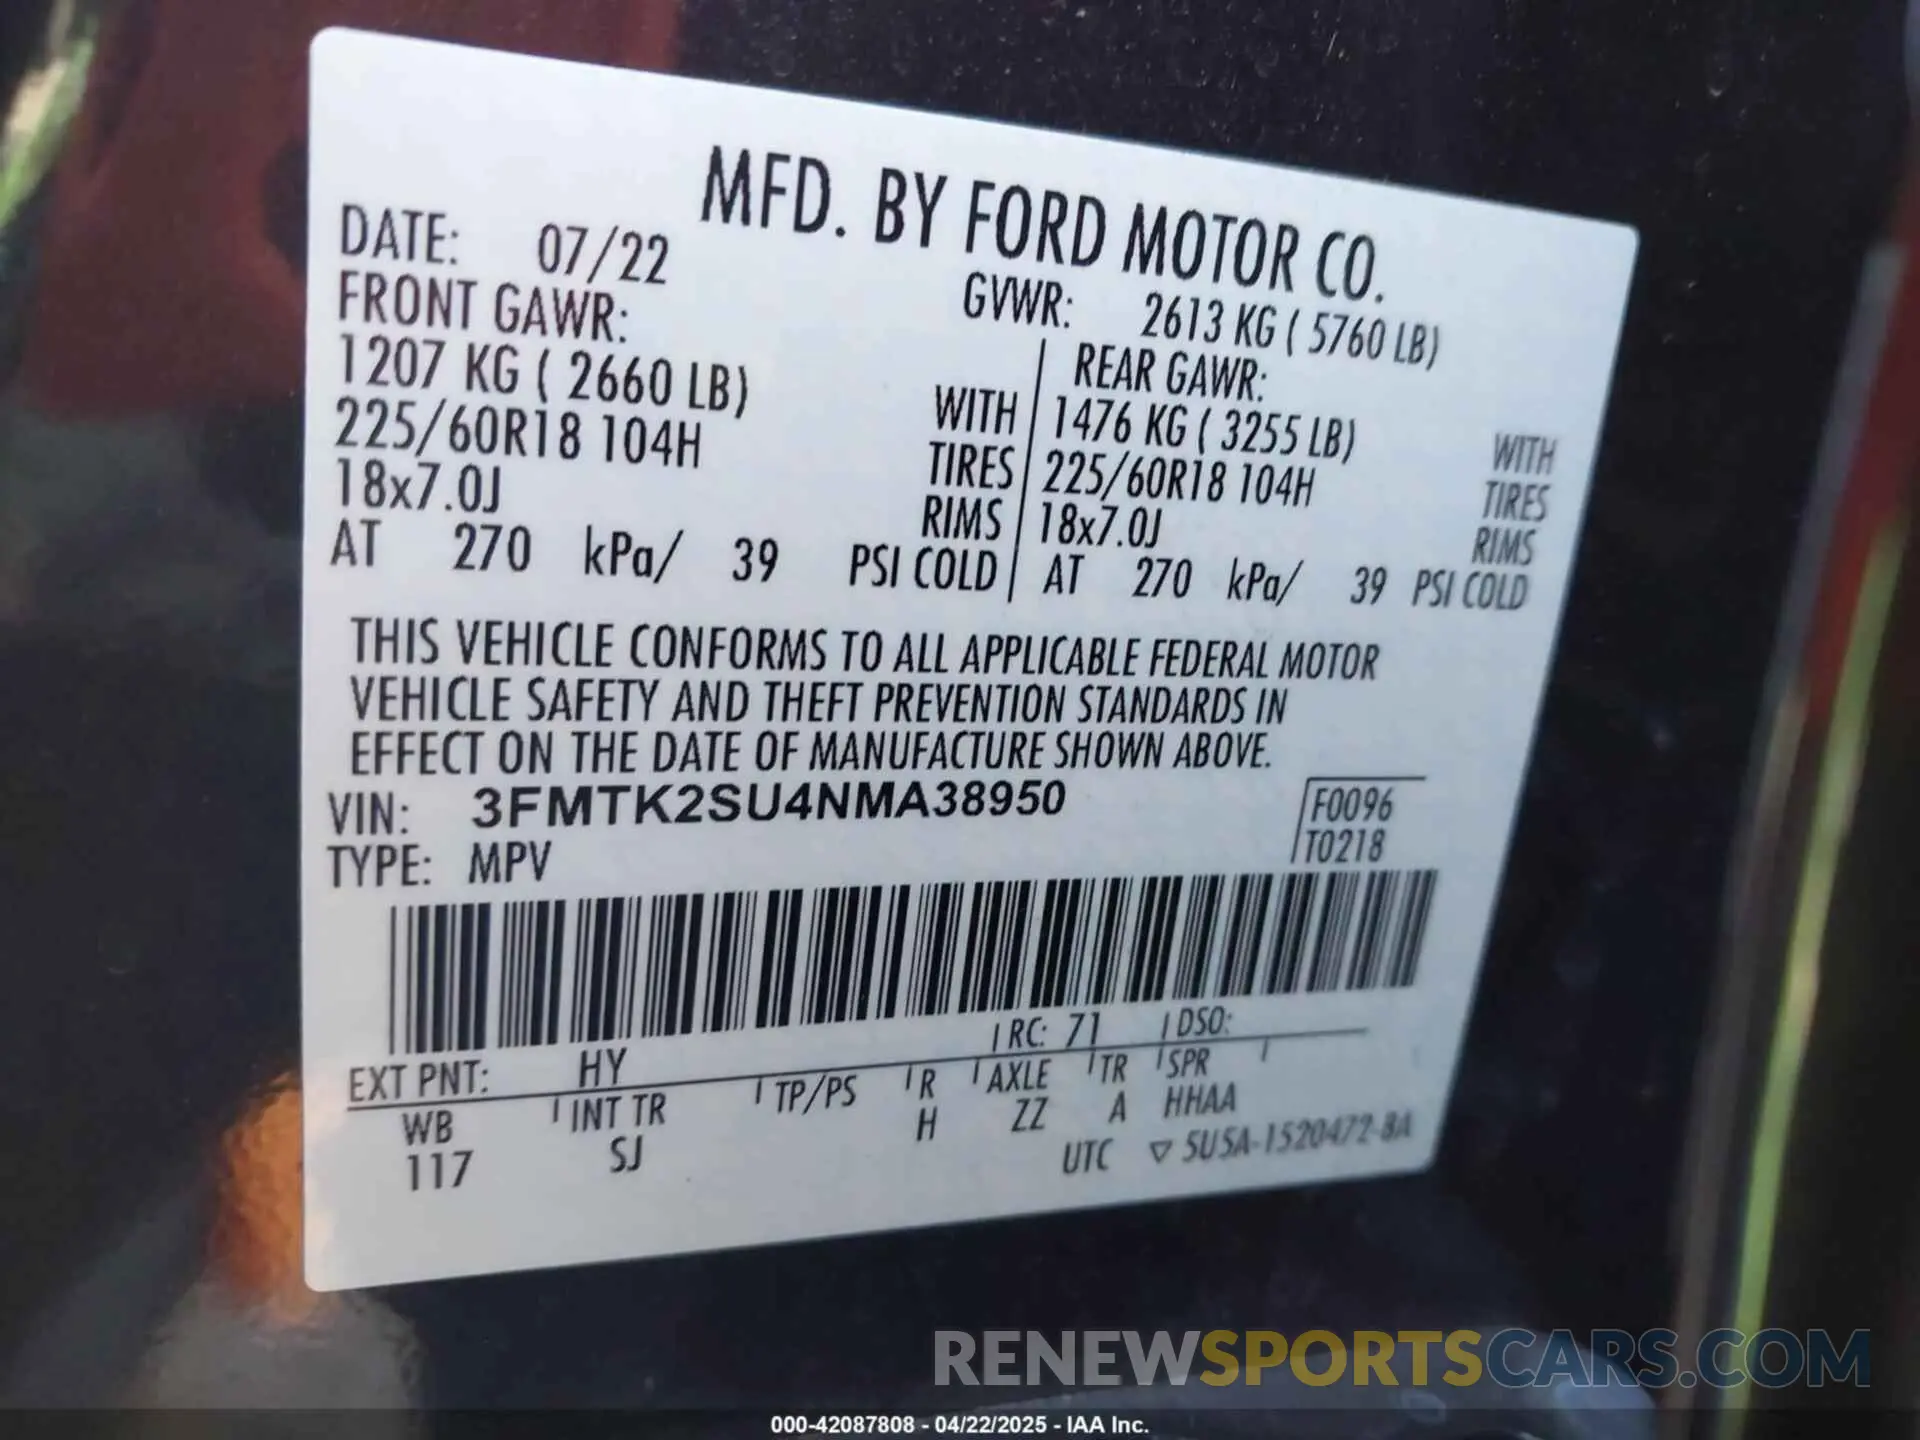 MFD. BY FORD MOTOR CO.
DATE: 07/22 GVWR: 2613 KG ( 5760 LB)
FRONT GAWR: REAR GAWR:
1207 KG ( 2660 LB) WITH 1476 KG ( 3255 LB) WITH
225/60R18 104H TIRES 225/60R18 104H TIRES
18x7.0J RIMS 18x7.0J RIMS
AT 270 kPa/ 39 PSI COLD AT 270 kPa/ 39 PSI COLD
THIS VEHICLE CONFORMS TO ALL APPLICABLE FEDERAL MOTOR
VEHICLE SAFETY AND THEFT PREVENTION STANDARDS IN
EFFECT ON THE DATE OF MANUFACTURE SHOWN ABOVE.
VIN: 3FMTK2SU4NMA38950 F0096
TYPE: MPV T0218
EXT PNT: HY RC: 71 DSO:
WB INT TR TP/PS R AXLE TR SPR
117 SJ H ZZ A HHAA
UTC ▽ 5U5A-1520472-BA
RENEWSPORTSCARS.COM
000-42087808 - 04/22/2025 - IAA Inc.